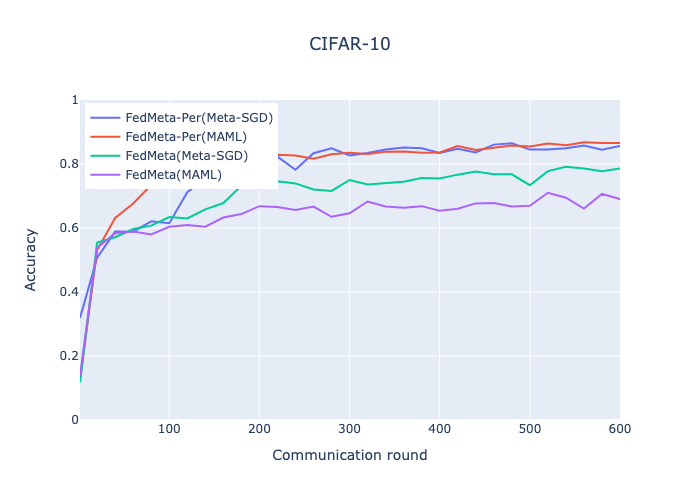 CIFAR-10
FedMeta-Per(Meta-SGD)
FedMeta-Per(MAML)
FedMeta(Meta-SGD)
FedMeta(MAML)
Accuracy
1
0.8
0.6
0.4
0.2
0
100 200 300 400 500 600
Communication round